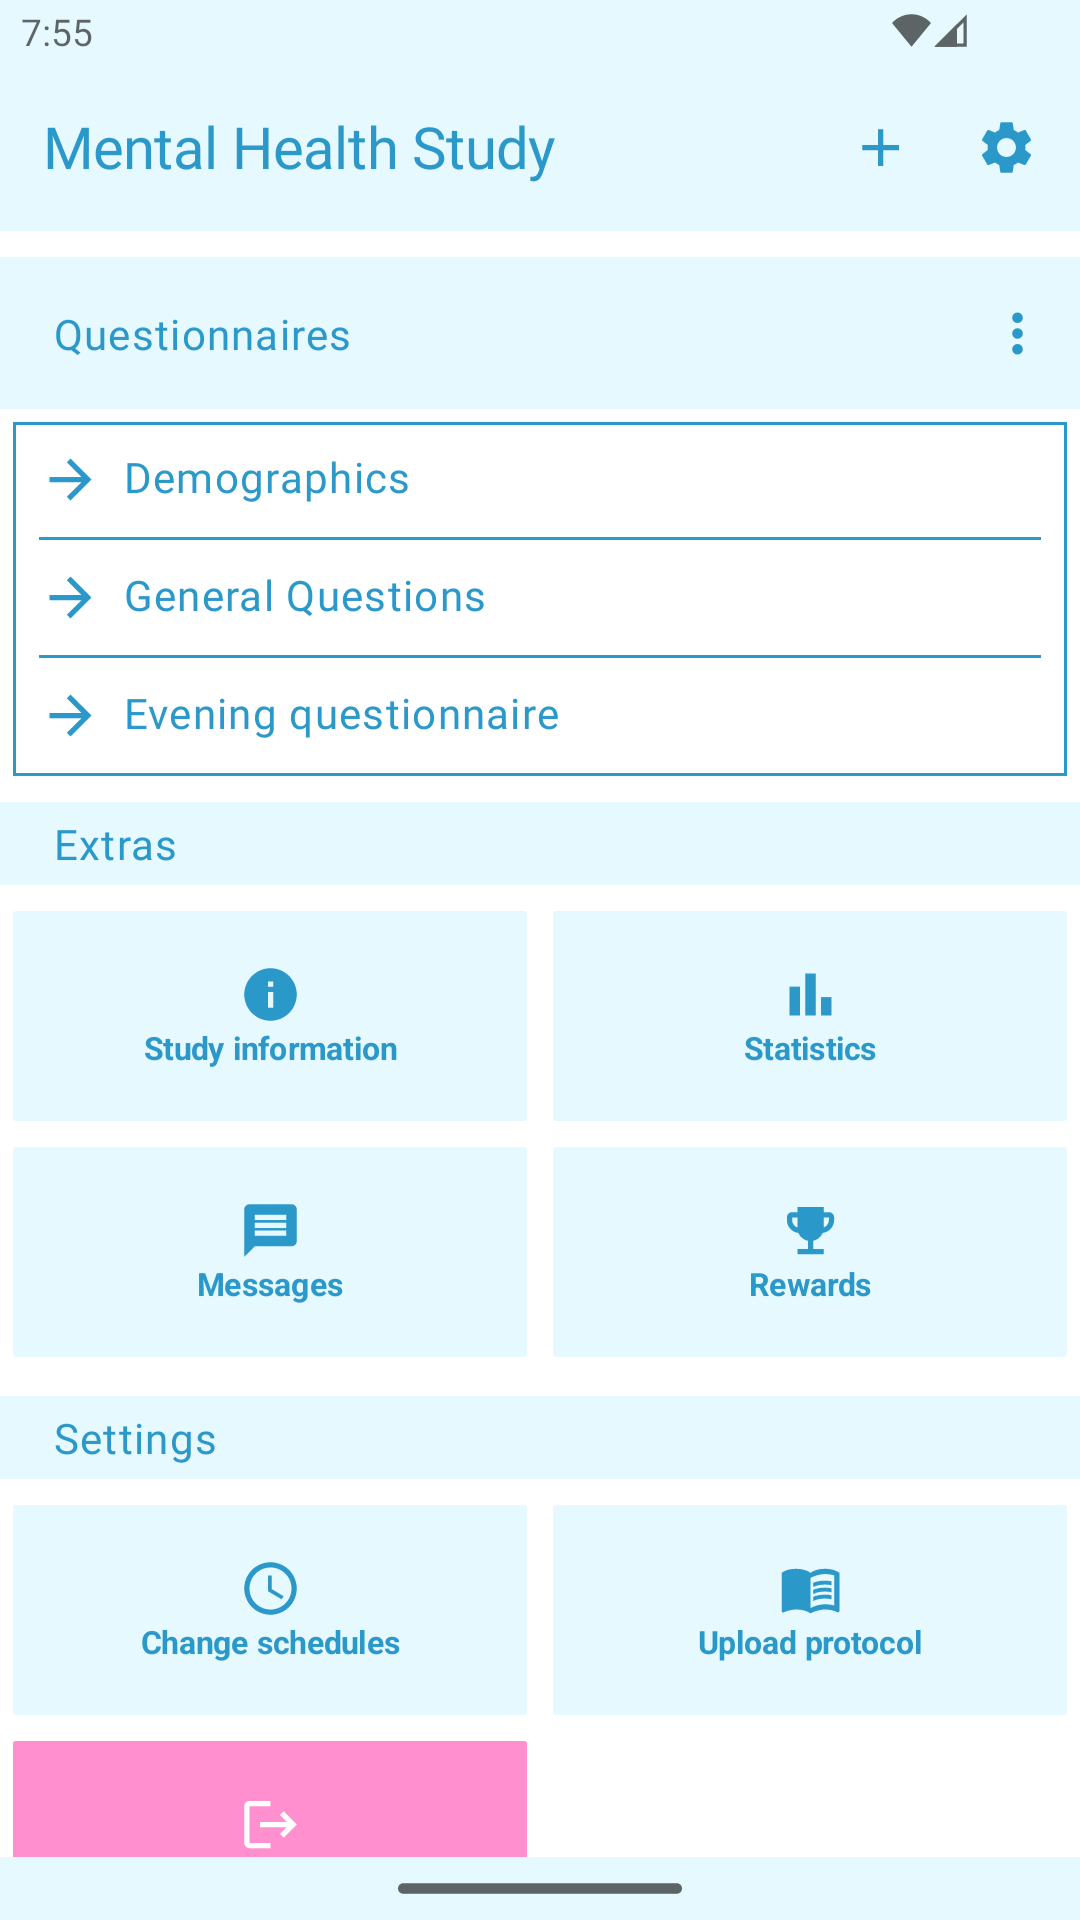 7:55
Mental Health Study
Questionnaires
Demographics
General Questions
Evening questionnaire
Extras
Study information
Statistics
Messages
Rewards
Settings
Change schedules
Upload protocol